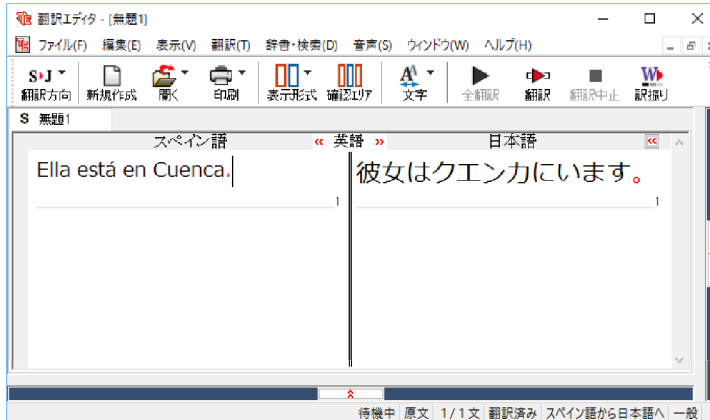 翻訳エディタ - [無題1]
ファイル(F) 編集(E) 表示(V) 翻訳(T) 辞書・検索(D) 音声(S) ウィンドウ(W) ヘルプ(H)
S▸J
翻訳方向 新規作成 開く 印刷 表示形式 確認エリア 文字 全翻訳 翻訳 翻訳中止 訳振り
S 無題1
スペイン語 « 英語 » 日本語 «
Ella está en Cuenca. 彼女はクエンカにいます。
1 1
待機中 原文 1/1文 翻訳済み スペイン語から日本語へ 一般